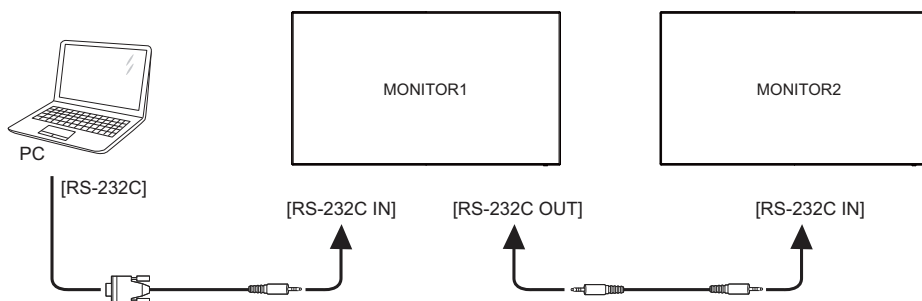 MONITOR1
MONITOR2
PC
[RS-232C]
[RS-232C IN]
[RS-232C OUT]
[RS-232C IN]